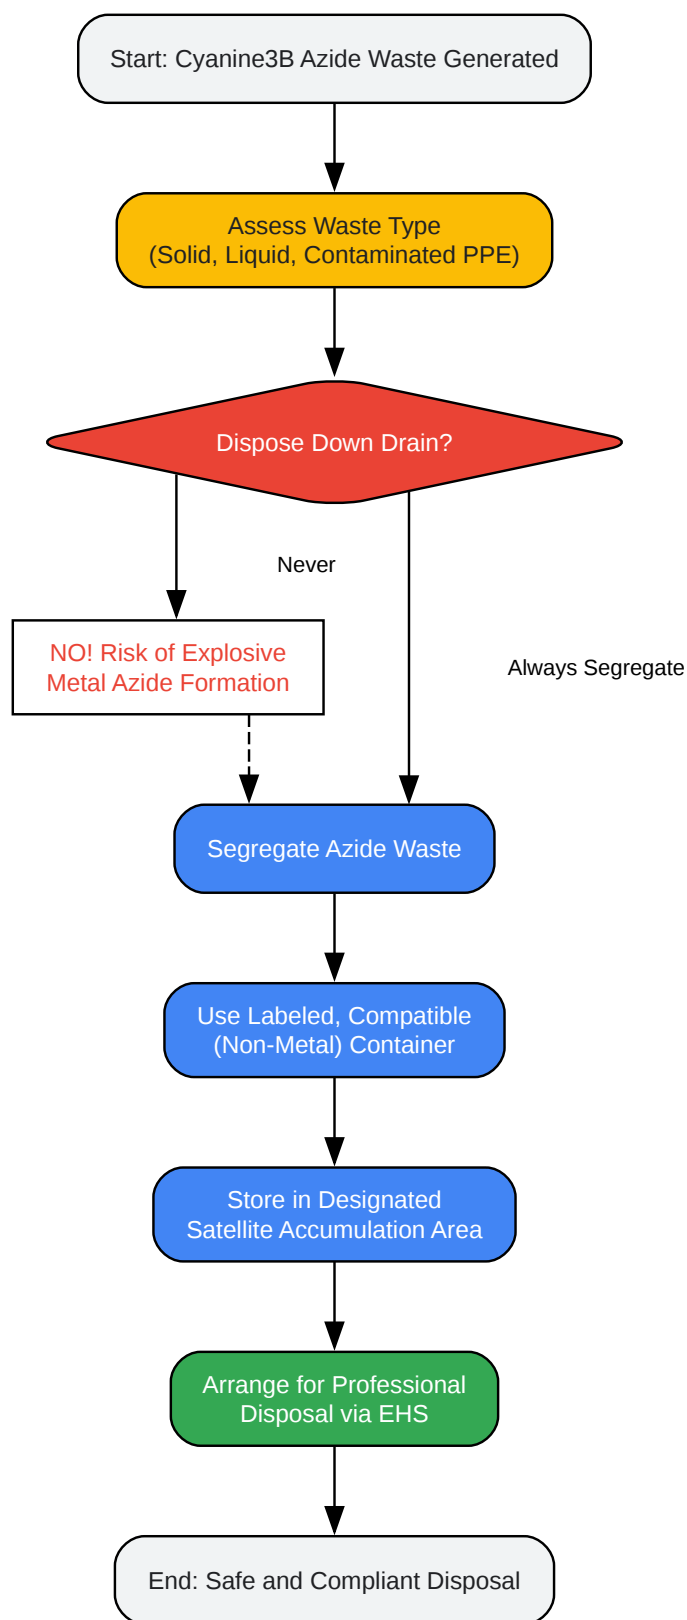 Start: Cyanine3B Azide Waste Generated
Assess Waste Type
(Solid, Liquid, Contaminated PPE)
Dispose Down Drain?
Never
NO! Risk of Explosive
Metal Azide Formation
Always Segregate
Segregate Azide Waste
Use Labeled, Compatible
(Non-Metal) Container
Store in Designated
Satellite Accumulation Area
Arrange for Professional
Disposal via EHS
End: Safe and Compliant Disposal